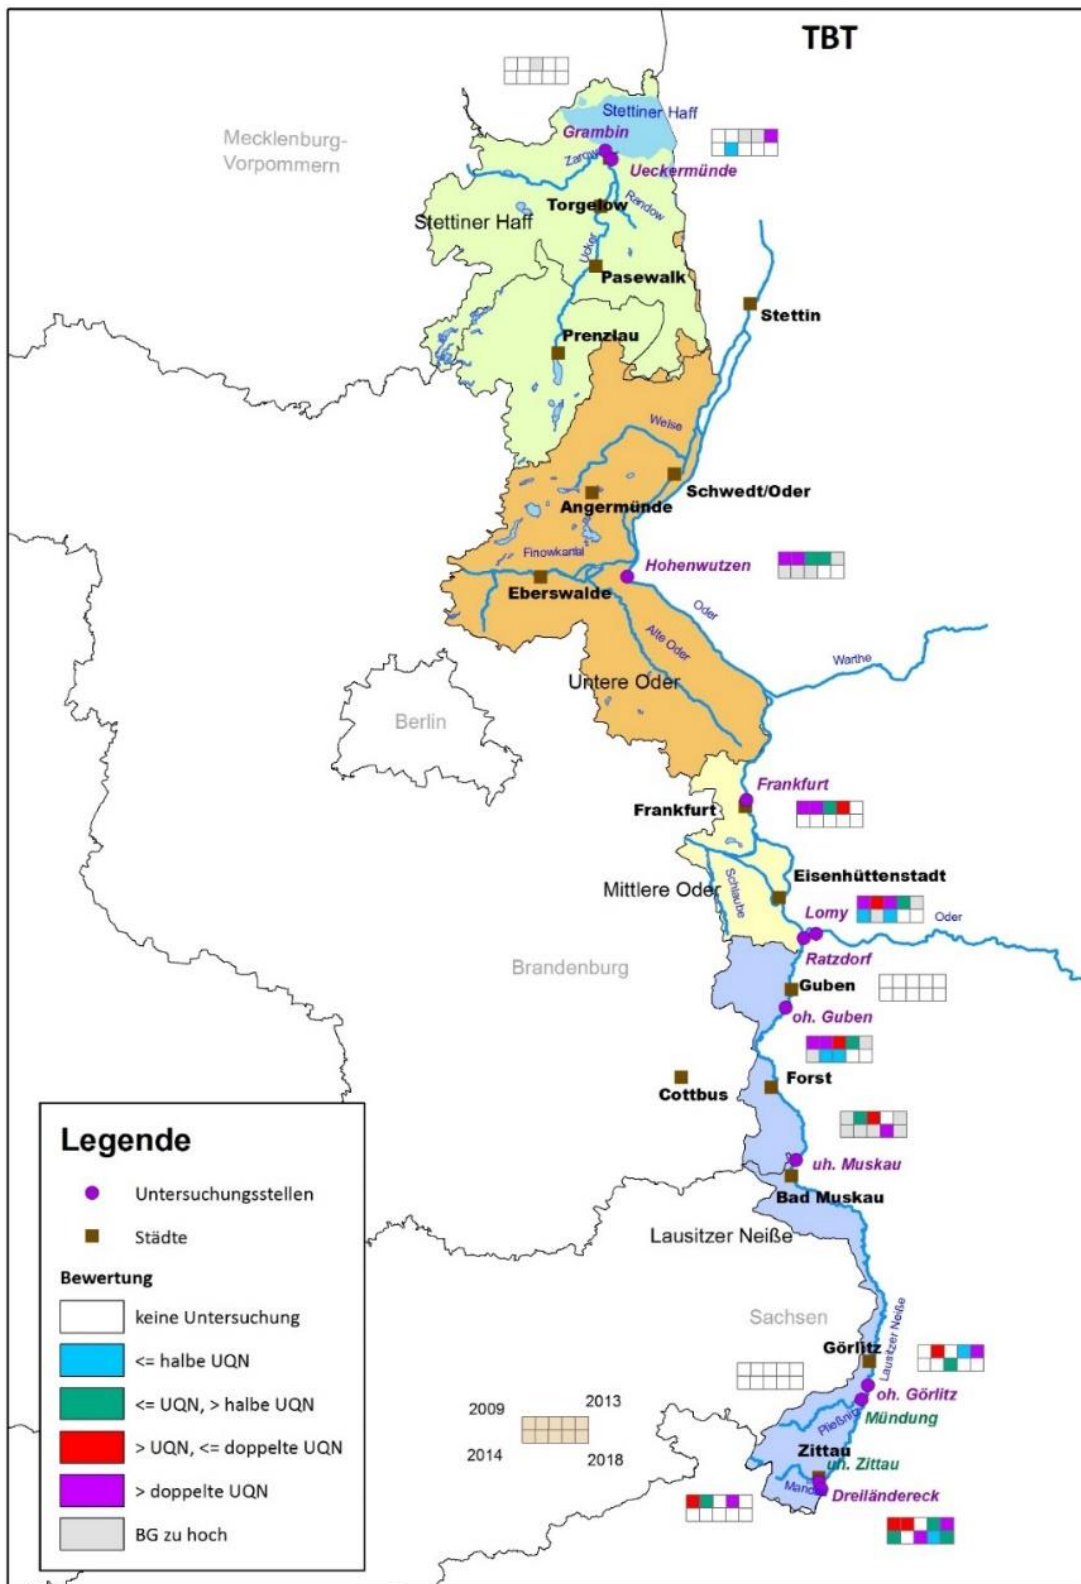 TBT
Stettiner Haff
Mecklenburg-
Vorpommern
Grambin
Zarow
Ueckermünde
Torgelow
Randow
Stettiner Haff
Ucker
Pasewalk
Stettin
Prenzlau
Welse
Schwedt/Oder
Angermünde
Finowkanal
Hohenwutzen
Eberswalde
Oder
Alte Oder
Warthe
Untere Oder
Berlin
Frankfurt
Frankfurt
Eisenhüttenstadt
Mittlere Oder
Schlaube
Lomy
Oder
Ratzdorf
Brandenburg
Guben
oh. Guben
Forst
Cottbus
Legende
uh. Muskau
Untersuchungsstellen
Bad Muskau
Städte
Lausitzer Neiße
Bewertung
keine Untersuchung
Sachsen
Lausitzer Neiße
Görlitz
<= halbe UQN
oh. Görlitz
<= UQN, > halbe UQN
2009
2013
Pließnitz
Mündung
> UQN, <= doppelte UQN
2014
2018
Zittau
uh. Zittau
> doppelte UQN
Mandau
Dreiländereck
BG zu hoch